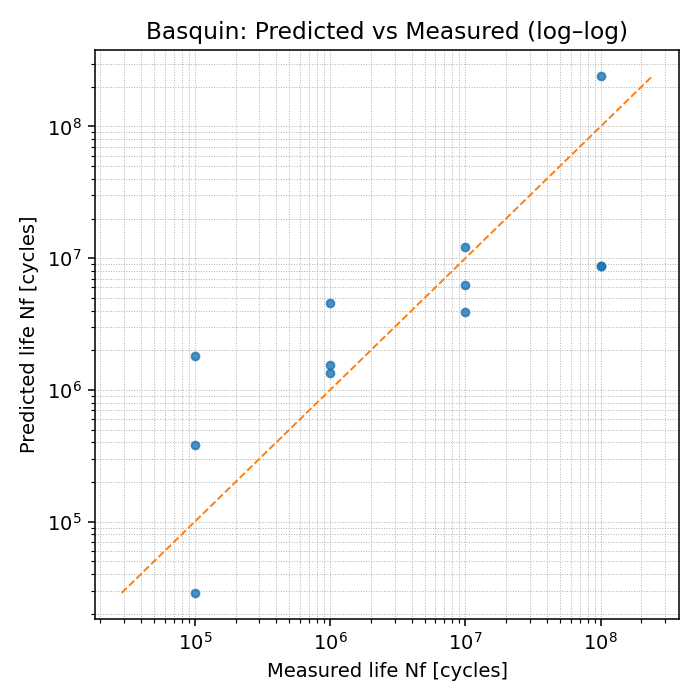 Basquin: Predicted vs Measured (log–log)
Predicted life Nf [cycles]
10⁸
10⁷
10⁶
10⁵
10⁵ 10⁶ 10⁷ 10⁸
Measured life Nf [cycles]